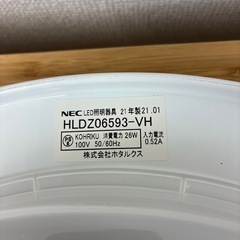 NEC LED照明器具 21年製 21.01
HLDZ06593-VH
KOHRIKU 消費電力 26W 入力電流
100V 50/60Hz 0.52A
株式会社ホタルクス